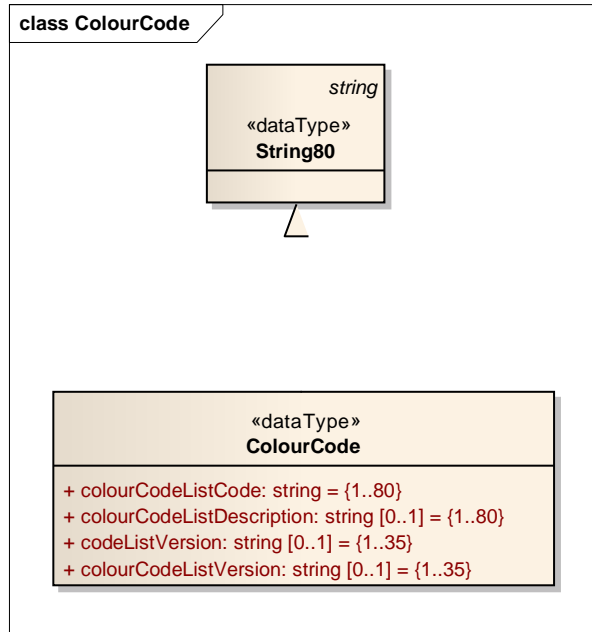 class ColourCode
string
«dataType»
String80
«dataType»
ColourCode
+ colourCodeListCode: string = {1..80}
+ colourCodeListDescription: string [0..1] = {1..80}
+ codeListVersion: string [0..1] = {1..35}
+ colourCodeListVersion: string [0..1] = {1..35}